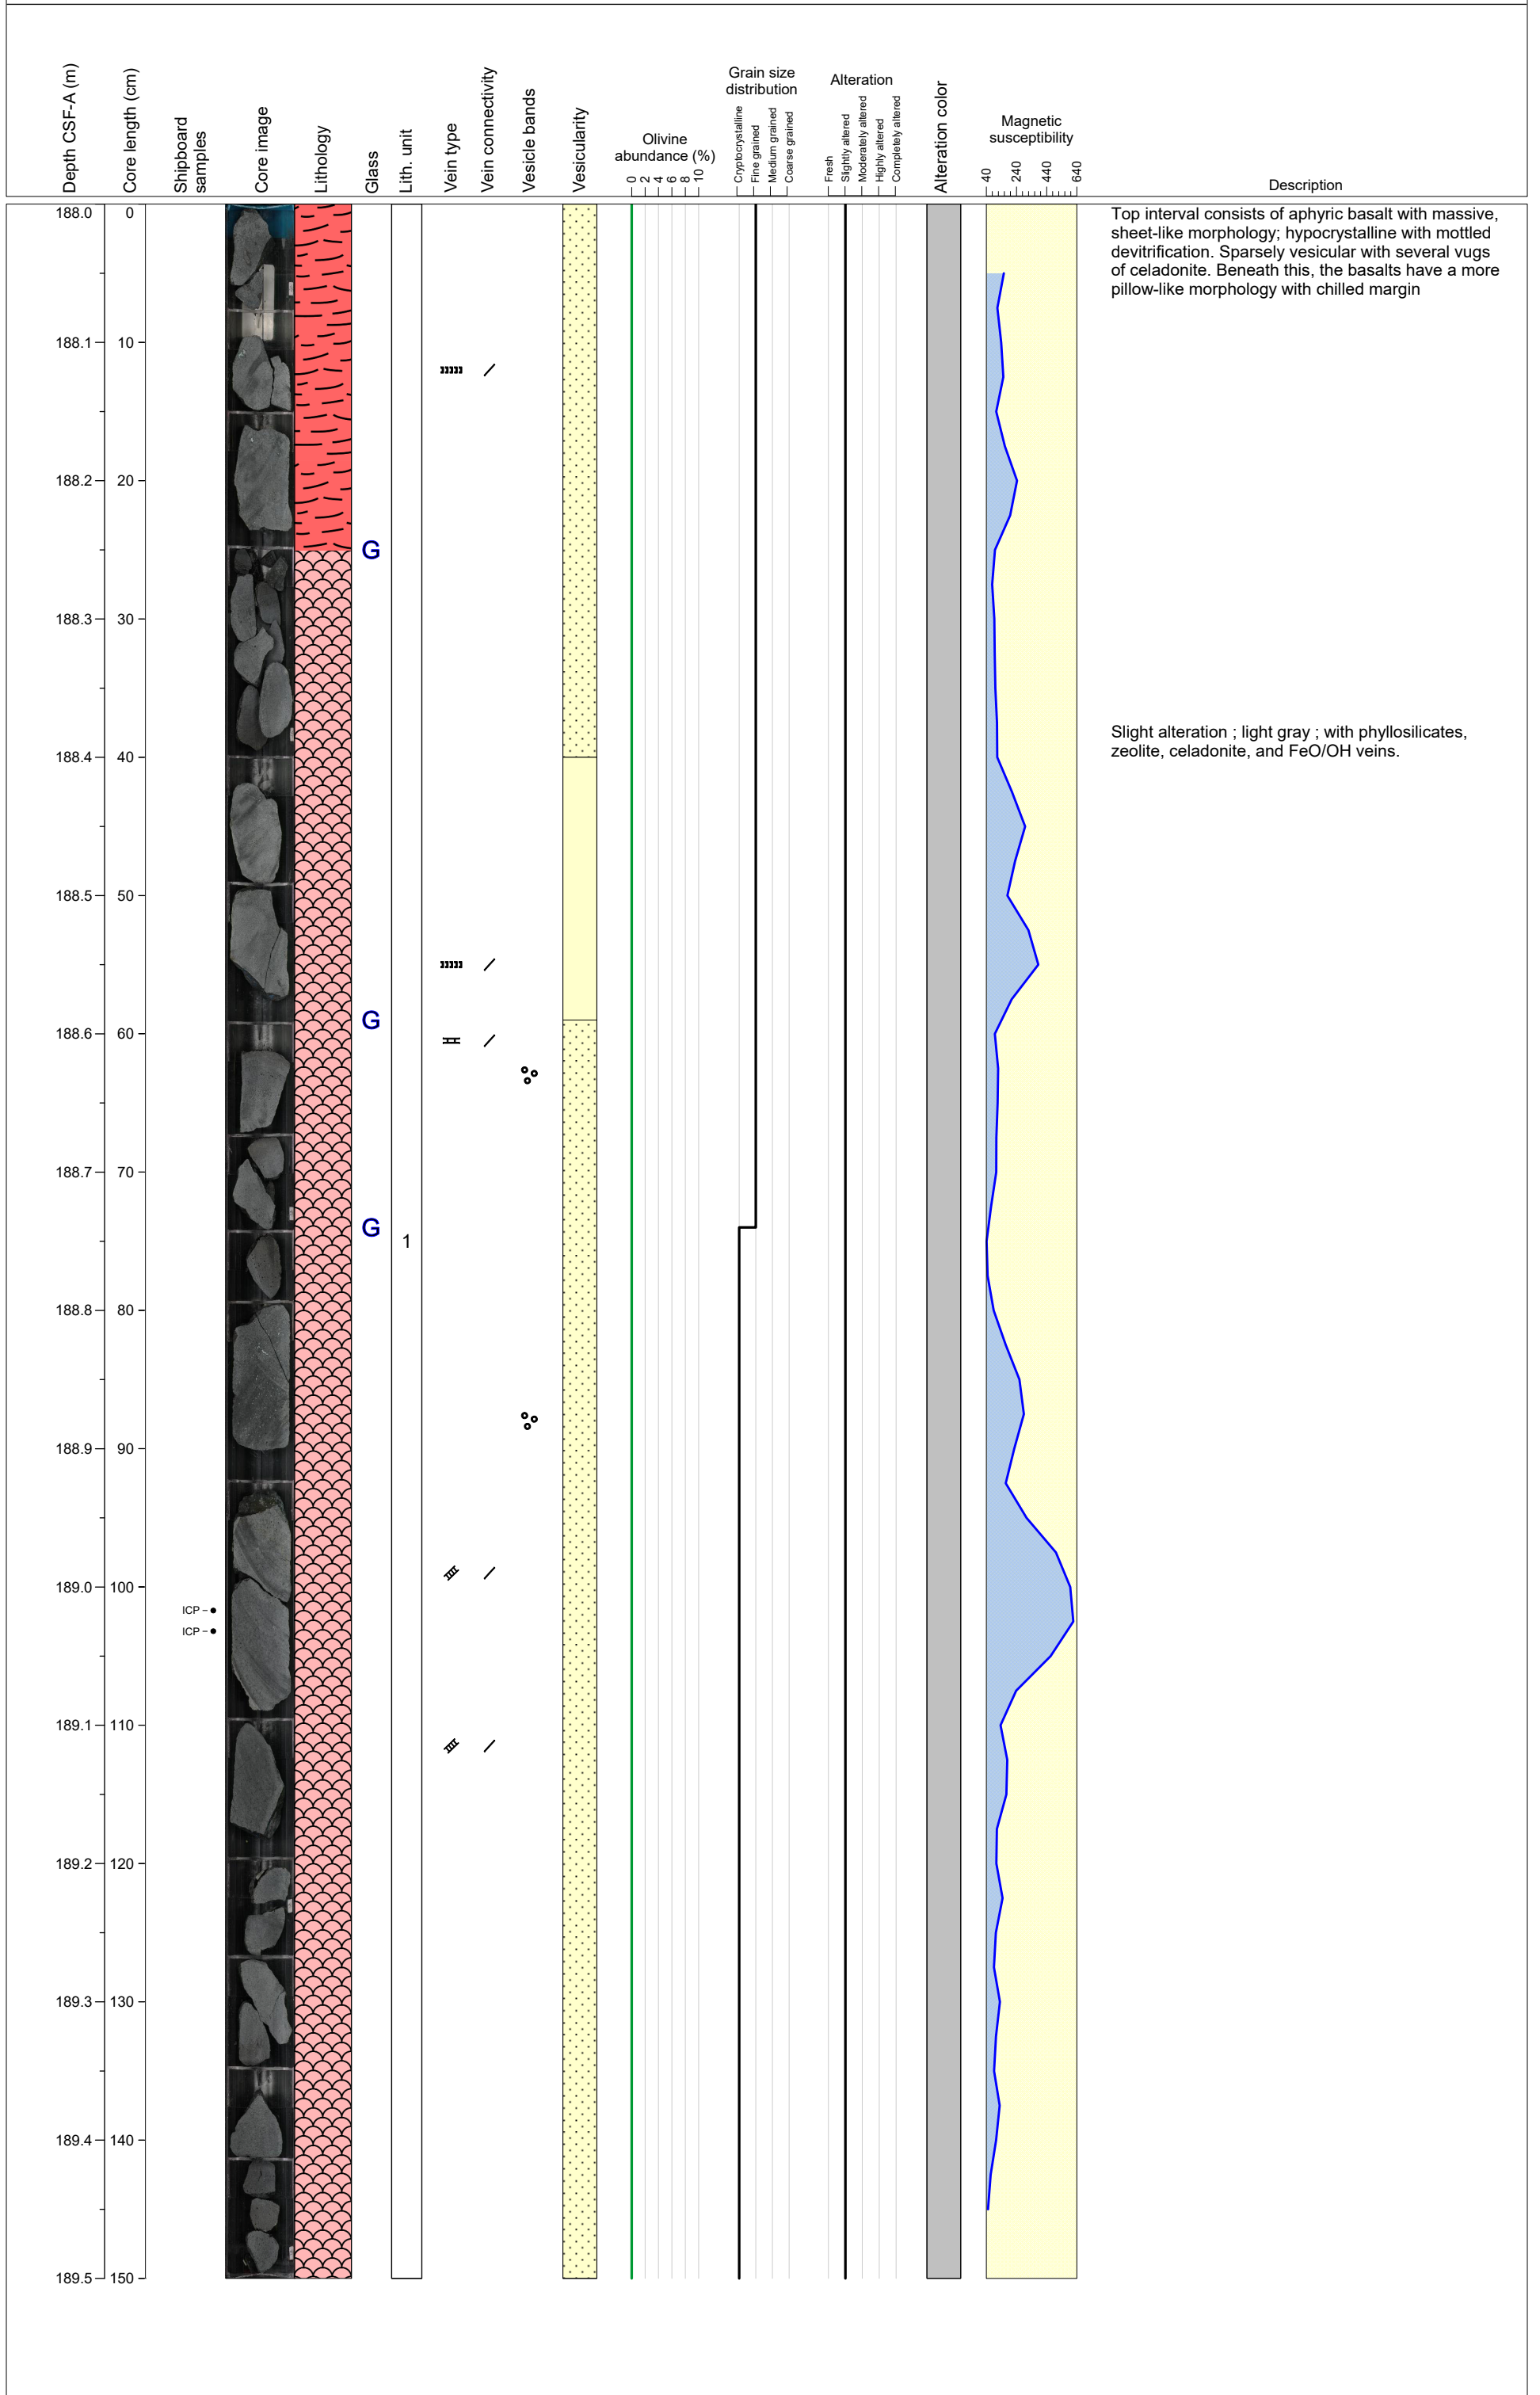 Depth CSF-A (m)
Core length (cm)
Shipboard
samples
Core image
Lithology
Glass
Lith. unit
Vein type
Vein connectivity
Vesicle bands
Vesicularity
Olivine
abundance (%)
0 2 4 6 8 10
Grain size
distribution
Cryptocrystalline
Fine grained
Medium grained
Coarse grained
Alteration
Fresh
Slightly altered
Moderately altered
Highly altered
Completely altered
Alteration color
Magnetic
susceptibility
40 240 440 640
Description
188.0 0
Top interval consists of aphyric basalt with massive,
sheet-like morphology; hypocrystalline with mottled
devitrification. Sparsely vesicular with several vugs
of celadonite. Beneath this, the basalts have a more
pillow-like morphology with chilled margin
188.1 10
188.2 20
G
188.3 30
Slight alteration ; light gray ; with phyllosilicates,
zeolite, celadonite, and FeO/OH veins.
188.4 40
188.5 50
G
188.6 60
188.7 70
G
1
188.8 80
188.9 90
189.0 100
ICP
ICP
189.1 110
189.2 120
189.3 130
189.4 140
189.5 150